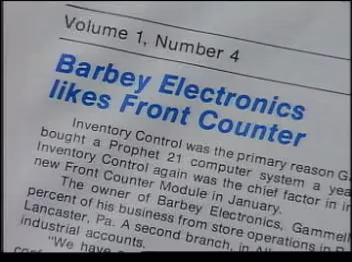 Volume 1, Number 4
Barbey Electronics
likes Front Counter
Inventory Control was the primary reason
bought a Prophet 21 computer system a
Inventory Control again was the chief factor in
new Front Counter Module in January.
The owner of Barbey Electronics,
percent of his business from store operations in
Lancaster, Pa. A second branch, in
industrial accounts.
"We have